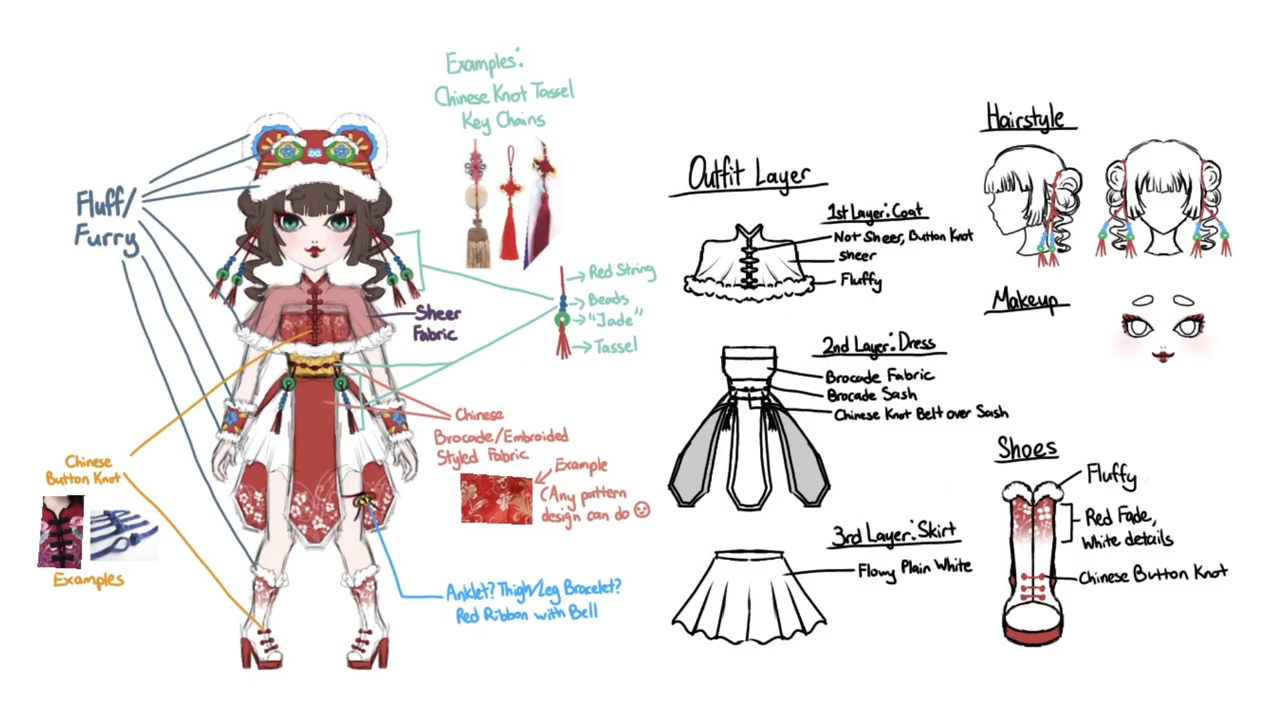 Examples:
Chinese Knot Tassel
Key Chains
Fluff/
Furry
Red String
Beads
"Jade"
Tassel
Sheer
Fabric
Chinese
Brocade/Embroided
Styled Fabric
Example
(Any pattern
design can do
Chinese
Button Knot
Examples
Anklet? Thigh/Leg Bracelet?
Red Ribbon with Bell
Outfit Layer
1st Layer: Coat
Not Sheer, Button Knot
sheer
Fluffy
2nd Layer: Dress
Brocade Fabric
Brocade Sash
Chinese Knot Belt over Sash
3rd Layer: Skirt
Flowy Plain White
Hairstyle
Makeup
Shoes
Fluffy
Red Fade,
White details
Chinese Button Knot